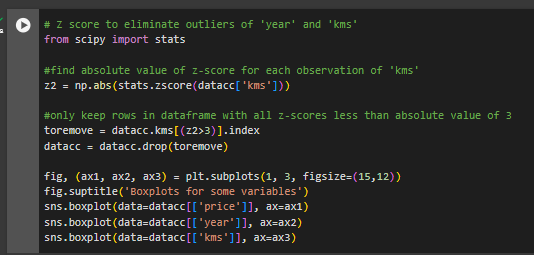 # Z score to eliminate outliers of 'year' and 'kms'
from scipy import stats
#find absolute value of z-score for each observation of 'kms'
z2 = np.abs(stats.zscore(datacc['kms']))
#only keep rows in dataframe with all z-scores less than absolute value of 3
toremove = datacc.kms[(z2>3)].index
datacc = datacc.drop(toremove)
fig, (ax1, ax2, ax3) = plt.subplots(1, 3, figsize=(15,12))
fig.suptitle('Boxplots for some variables')
sns.boxplot(data=datacc[['price']], ax=ax1)
sns.boxplot(data=datacc[['year']], ax=ax2)
sns.boxplot(data=datacc[['kms']], ax=ax3)